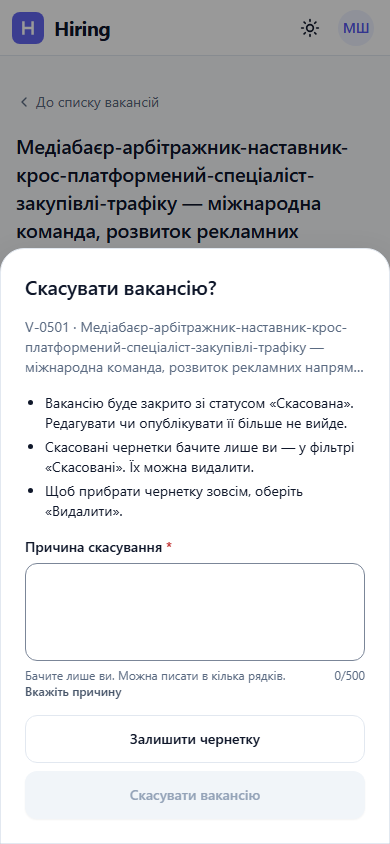 H Hiring МШ
До списку вакансій
Медіабаєр-арбітражник-наставник-
крос-платформений-спеціаліст-
закупівлі-трафіку — міжнародна
команда, розвиток рекламних
Скасувати вакансію?
V-0501 · Медіабаєр-арбітражник-наставник-крос-
платформений-спеціаліст-закупівлі-трафіку —
міжнародна команда, розвиток рекламних напрям...
• Вакансію буде закрито зі статусом «Скасована».
Редагувати чи опублікувати її більше не вийде.
• Скасовані чернетки бачите лише ви — у фільтрі
«Скасовані». Їх можна видалити.
• Щоб прибрати чернетку зовсім, оберіть
«Видалити».
Причина скасування *
Бачите лише ви. Можна писати в кілька рядків. 0/500
Вкажіть причину
Залишити чернетку
Скасувати вакансію